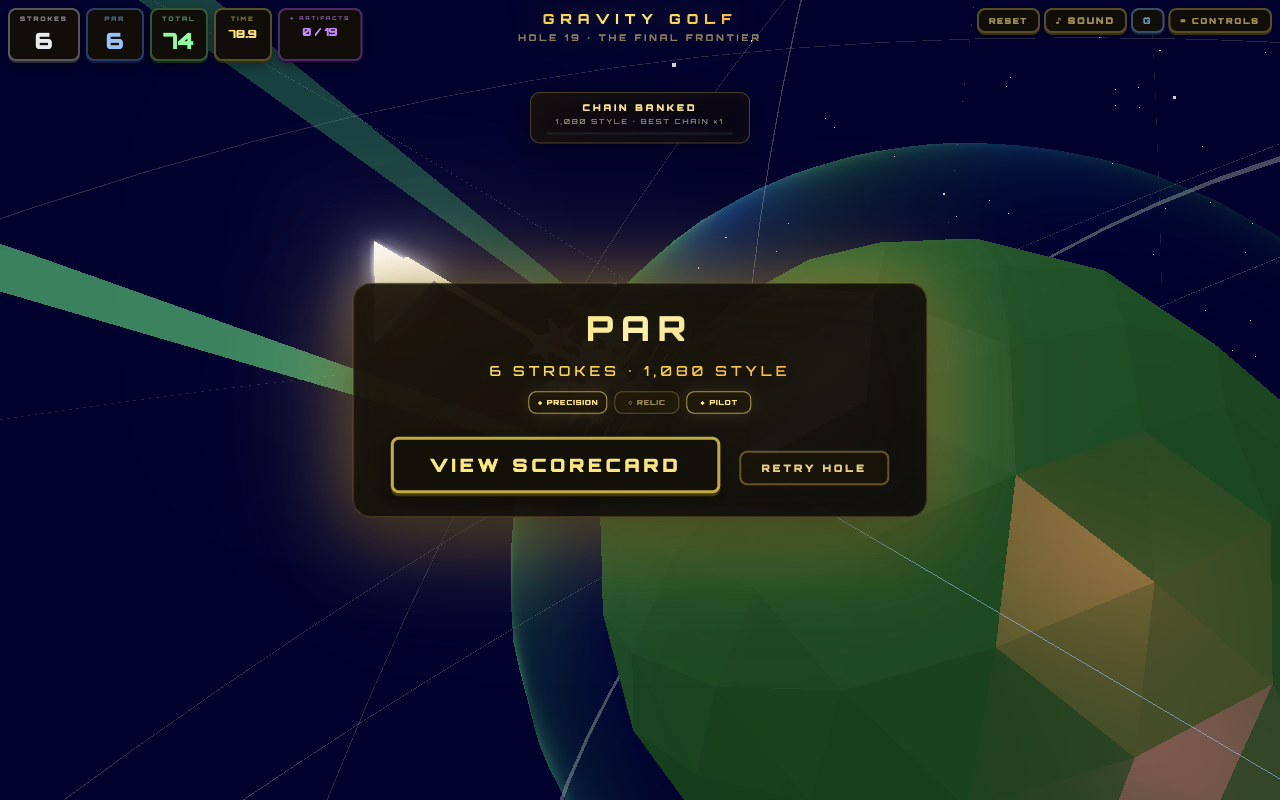 STROKES
6
PAR
6
TOTAL
74
TIME
78.9
ARTIFACTS
0/19
GRAVITY GOLF
HOLE 19 · THE FINAL FRONTIER
RESET
♪ SOUND
G
CONTROLS
CHAIN BANKED
1,080 STYLE · BEST CHAIN ×1
PAR
6 STROKES · 1,080 STYLE
◆ PRECISION
◇ RELIC
◆ PILOT
VIEW SCORECARD
RETRY HOLE